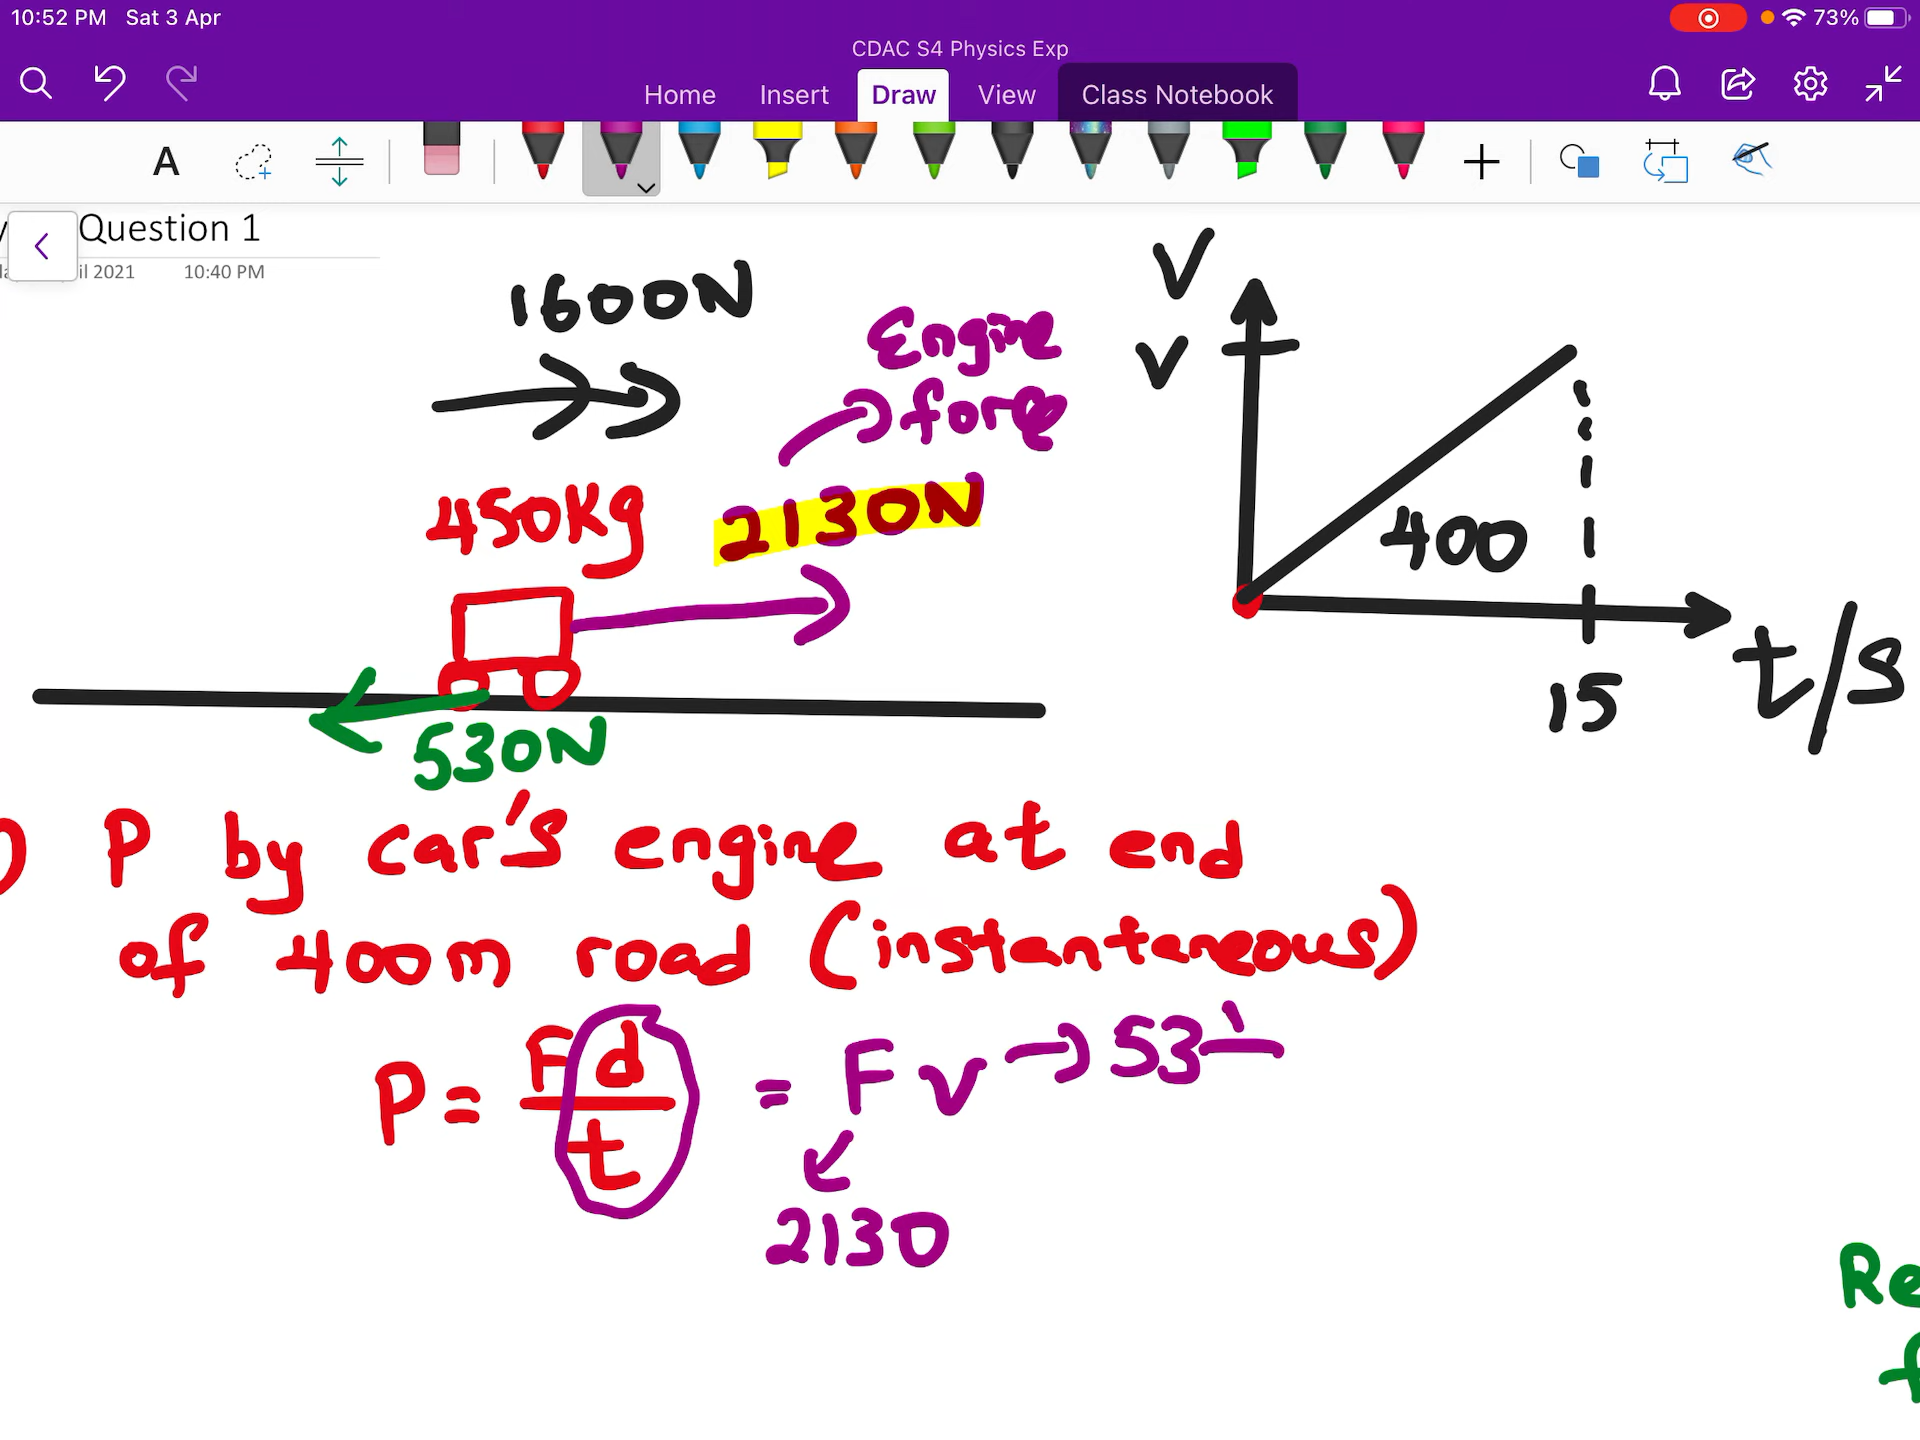 10:52 PM Sat 3 Apr
73%
CDAC S4 Physics Exp
Home Insert Draw View Class Notebook
A
Question 1
il 2021 10:40 PM
1600N
Engine
force
450kg
2130N
530N
V
v
400
15
t/s
P by car's engine at end
of 400m road (instantaneous)
P = Fd/t = Fv → 53
2130
Re
f